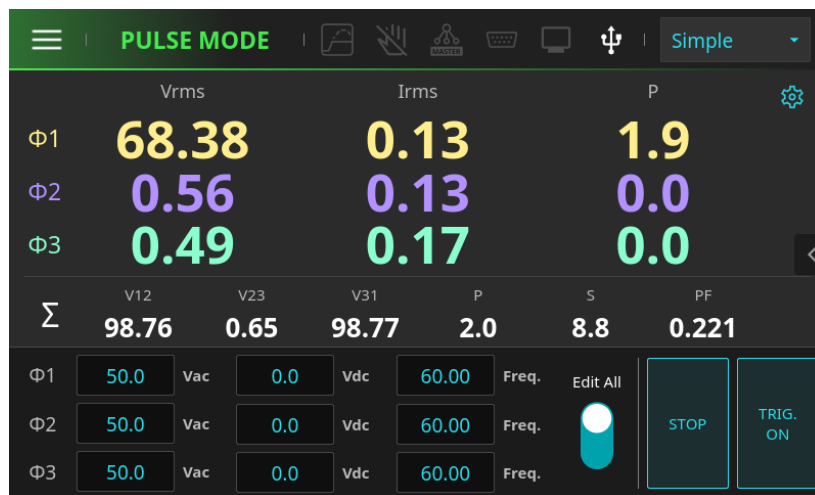 PULSE MODE MASTER Simple
Vrms Irms P
Φ1 68.38 0.13 1.9
Φ2 0.56 0.13 0.0
Φ3 0.49 0.17 0.0
V12 V23 V31 P S PF
Σ 98.76 0.65 98.77 2.0 8.8 0.221
Φ1 50.0 Vac 0.0 Vdc 60.00 Freq. Edit All
Φ2 50.0 Vac 0.0 Vdc 60.00 Freq. STOP TRIG. ON
Φ3 50.0 Vac 0.0 Vdc 60.00 Freq.